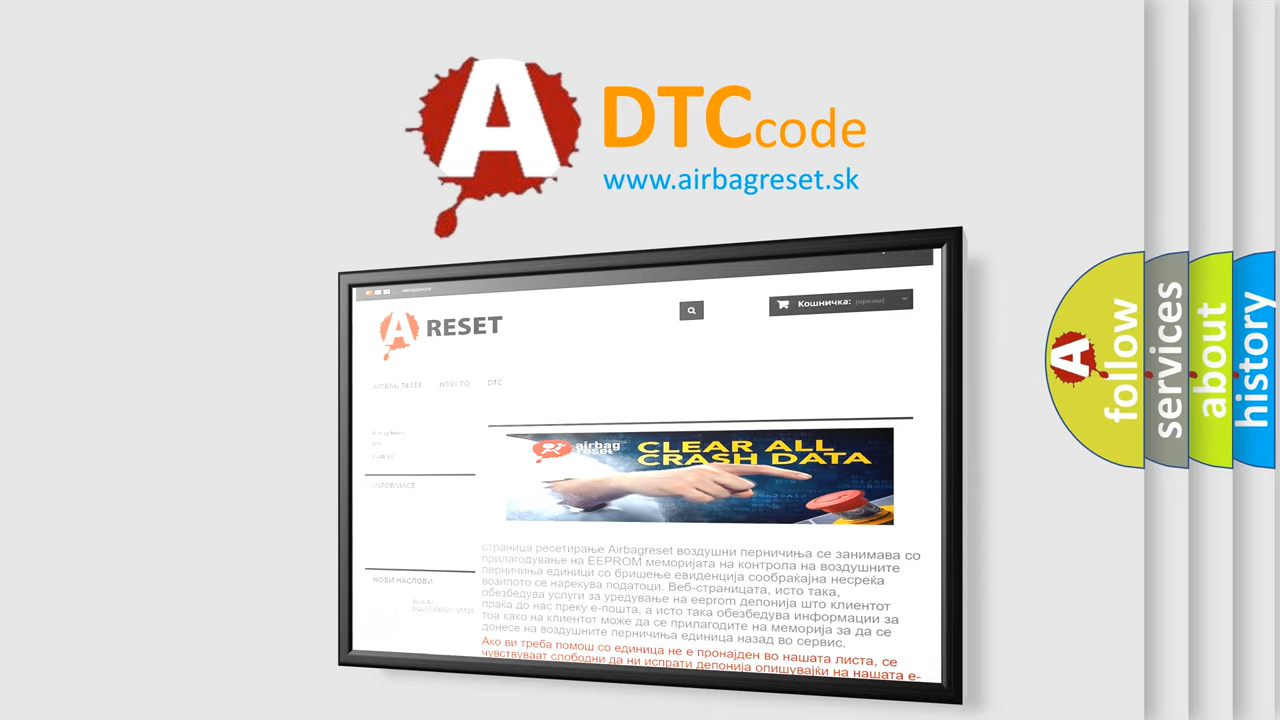 A
DTCcode
www.airbagreset.sk
A RESET
Кошничка: (празни)
AIRBAG RESET HOW TO DTC
airbag
reset
CLEAR ALL
CRASH DATA
INFORMACE
НОВИ НАСЛОВИ
страница ресетирање Airbagreset воздушни перничиња се занимава со
прилагодување на EEPROM меморијата на контрола на воздушните
перничиња единици со бришење евиденција сообраќајна несреќа
возилото се нарекува податоци. Веб-страницата, исто така,
обезбедува услуги за уредување на eeprom депонија што клиентот
праќа до нас преку е-пошта, а исто така обезбедува информации за
тоа како на клиентот може да се прилагодите на меморија за да се
донесе на воздушните перничиња единица назад во сервис.
Ако ви треба помош со единица не е пронајден во нашата листа, се
чувствуваат слободни да ни испрати депонија опишувајќи на нашата е-
A follow
services
about
history